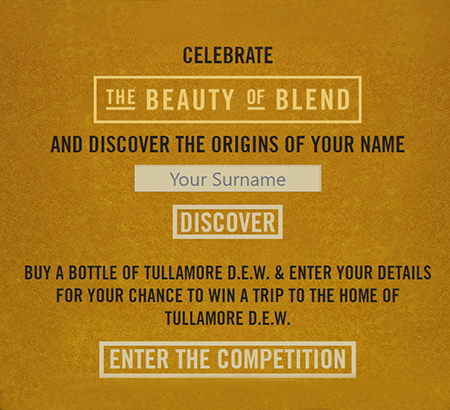 CELEBRATE
THE BEAUTY OF BLEND
AND DISCOVER THE ORIGINS OF YOUR NAME
Your Surname
DISCOVER
BUY A BOTTLE OF TULLAMORE D.E.W. & ENTER YOUR DETAILS
FOR YOUR CHANCE TO WIN A TRIP TO THE HOME OF
TULLAMORE D.E.W.
ENTER THE COMPETITION